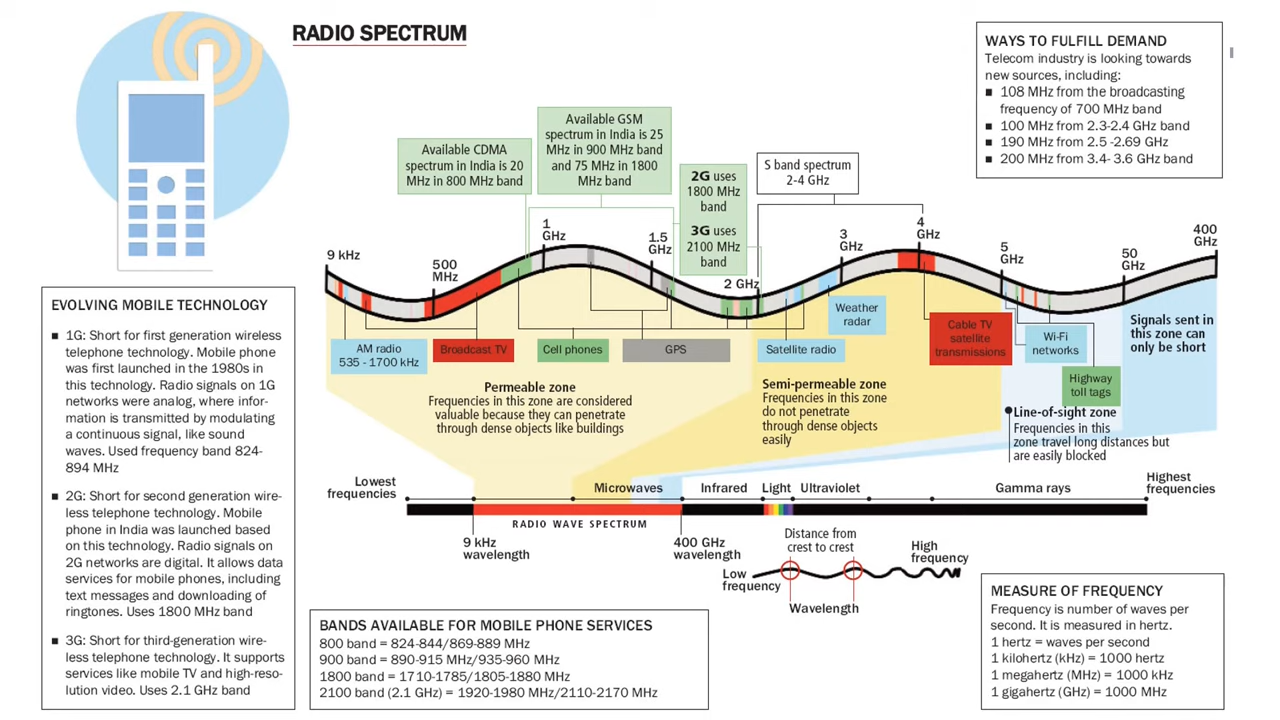 RADIO SPECTRUM
WAYS TO FULFILL DEMAND
Telecom industry is looking towards
new sources, including:
■ 108 MHz from the broadcasting
frequency of 700 MHz band
■ 100 MHz from 2.3-2.4 GHz band
■ 190 MHz from 2.5 -2.69 GHz
■ 200 MHz from 3.4- 3.6 GHz band
Available CDMA
spectrum in India is 20
MHz in 800 MHz band
Available GSM
spectrum in India is 25
MHz in 900 MHz band
and 75 MHz in 1800
MHz band
2G uses
1800 MHz
band
3G uses
2100 MHz
band
S band spectrum
2-4 GHz
9 kHz
500
MHz
1
GHz
1.5
GHz
2 GHz
3
GHz
4
GHz
5
GHz
50
GHz
400
GHz
AM radio
535 - 1700 kHz
Broadcast TV
Cell phones
GPS
Satellite radio
Weather
radar
Cable TV
satellite
transmissions
Wi-Fi
networks
Highway
toll tags
Signals sent in
this zone can
only be short
Permeable zone
Frequencies in this zone are considered
valuable because they can penetrate
through dense objects like buildings
Semi-permeable zone
Frequencies in this zone
do not penetrate
through dense objects
easily
Line-of-sight zone
Frequencies in this
zone travel long distances but
are easily blocked
EVOLVING MOBILE TECHNOLOGY
■ 1G: Short for first generation wireless
telephone technology. Mobile phone
was first launched in the 1980s in
this technology. Radio signals on 1G
networks were analog, where infor-
mation is transmitted by modulating
a continuous signal, like sound
waves. Used frequency band 824-
894 MHz
■ 2G: Short for second generation wire-
less telephone technology. Mobile
phone in India was launched based
on this technology. Radio signals on
2G networks are digital. It allows data
services for mobile phones, including
text messages and downloading of
ringtones. Uses 1800 MHz band
■ 3G: Short for third-generation wire-
less telephone technology. It supports
services like mobile TV and high-reso-
lution video. Uses 2.1 GHz band
Lowest
frequencies
Microwaves
Infrared
Light
Ultraviolet
Gamma rays
Highest
frequencies
RADIO WAVE SPECTRUM
9 kHz
wavelength
400 GHz
wavelength
Distance from
crest to crest
Low
frequency
High
frequency
Wavelength
BANDS AVAILABLE FOR MOBILE PHONE SERVICES
800 band = 824-844/869-889 MHz
900 band = 890-915 MHz/935-960 MHz
1800 band = 1710-1785/1805-1880 MHz
2100 band (2.1 GHz) = 1920-1980 MHz/2110-2170 MHz
MEASURE OF FREQUENCY
Frequency is number of waves per
second. It is measured in hertz.
1 hertz = waves per second
1 kilohertz (kHz) = 1000 hertz
1 megahertz (MHz) = 1000 kHz
1 gigahertz (GHz) = 1000 MHz